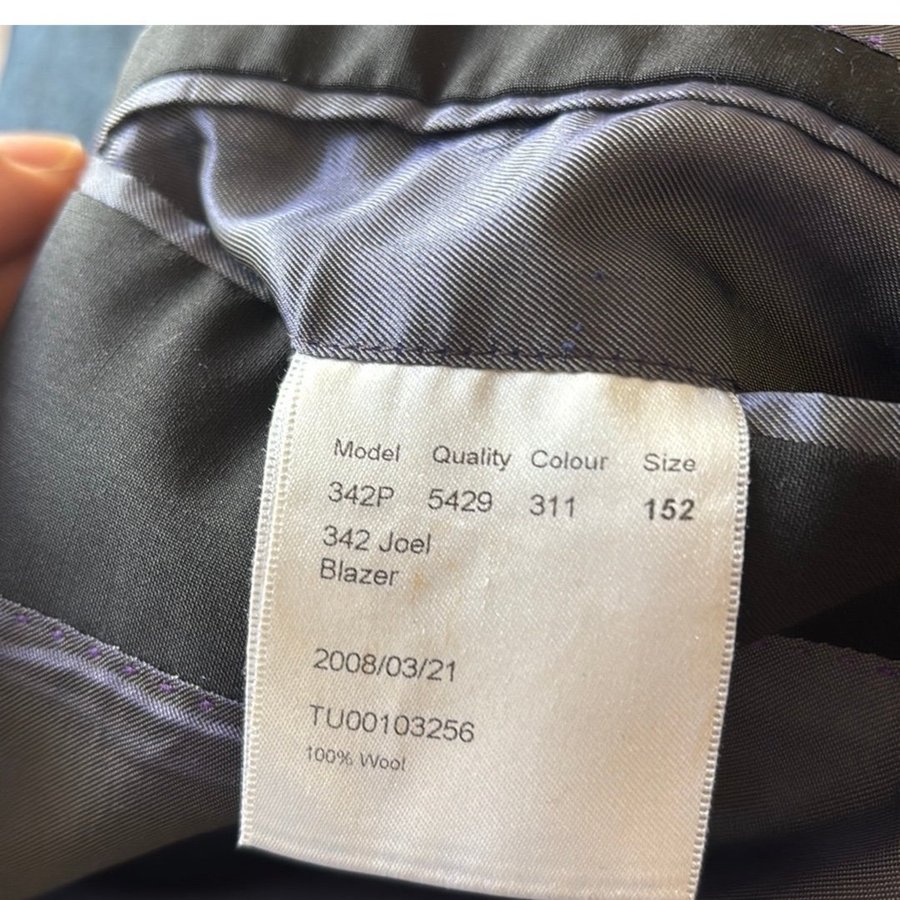 Model Quality Colour Size
342P 5429 311 152
342 Joel
Blazer
2008/03/21
TU00103256
100% Wool